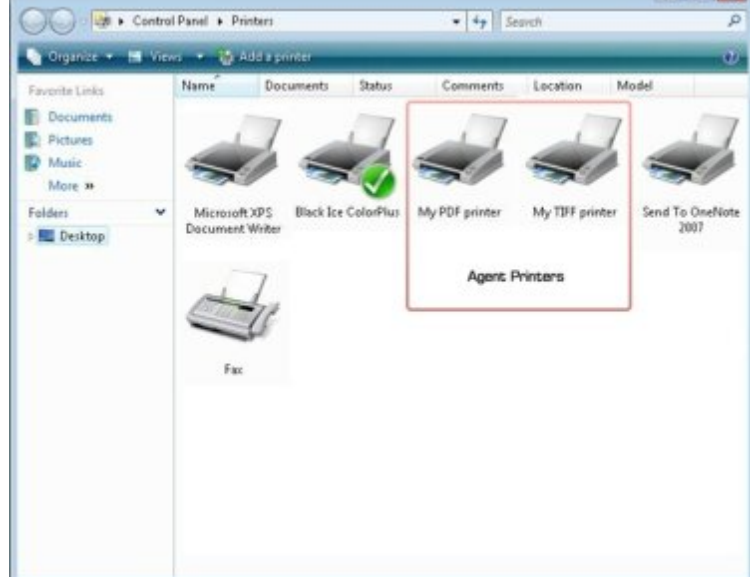 Control Panel ▸ Printers
Search
Organize Views Add a printer
Favorite Links
Documents
Pictures
Music
More »
Folders
Desktop
Name Documents Status Comments Location Model
Microsoft XPS
Document Writer
Black Ice ColorPlus
My PDF printer
My TIFF printer
Send To OneNote
2007
Agent Printers
Fax